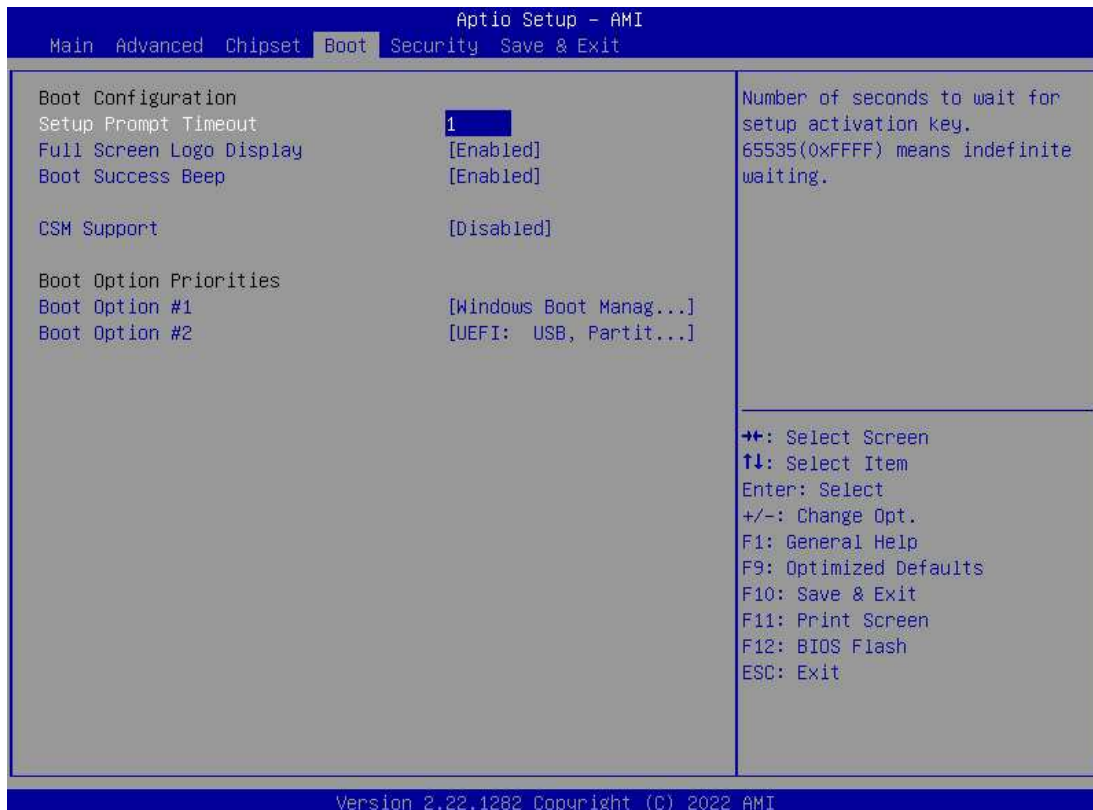 Aptio Setup – AMI
Main Advanced Chipset Boot Security Save & Exit
Boot Configuration
Setup Prompt Timeout 1
Full Screen Logo Display [Enabled]
Boot Success Beep [Enabled]
CSM Support [Disabled]
Boot Option Priorities
Boot Option #1 [Windows Boot Manag...]
Boot Option #2 [UEFI: USB, Partit...]
Number of seconds to wait for
setup activation key.
65535(0xFFFF) means indefinite
waiting.
→←: Select Screen
↑↓: Select Item
Enter: Select
+/-: Change Opt.
F1: General Help
F9: Optimized Defaults
F10: Save & Exit
F11: Print Screen
F12: BIOS Flash
ESC: Exit
Version 2.22.1282 Copyright (C) 2022 AMI